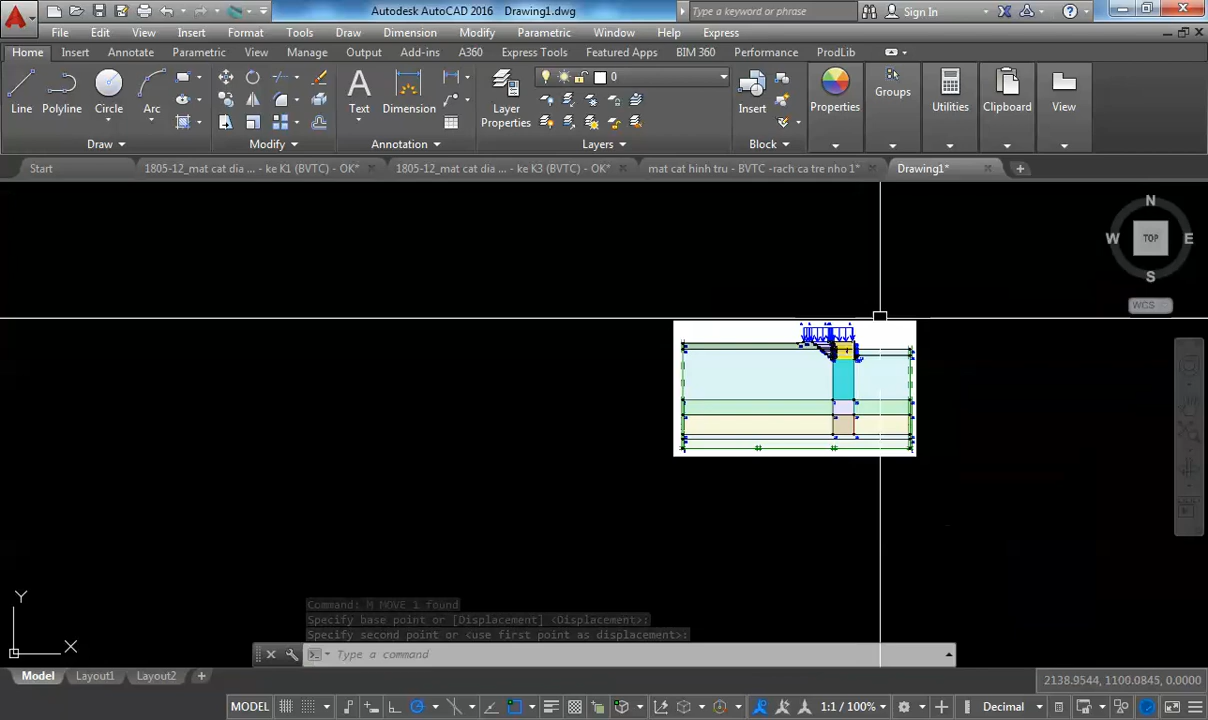 Autodesk AutoCAD 2016 Drawing1.dwg
Type a keyword or phrase
Sign In
File Edit View Insert Format Tools Draw Dimension Modify Parametric Window Help Express
Home Insert Annotate Parametric View Manage Output Add-ins A360 Express Tools Featured Apps BIM 360 Performance ProdLib
Line Polyline Circle Arc Text Dimension Layer Properties 0 Insert Properties Groups Utilities Clipboard View
Draw Modify Annotation Layers Block
Start 1805-12_mat cat dia ... - ke K1 (BVTC) - OK* 1805-12_mat cat dia ... - ke K3 (BVTC) - OK* mat cat hinh tru - BVTC -rach ca tre nho 1* Drawing1*
N
W TOP E
S
WCS
Command: M MOVE 1 found
Specify base point or [Displacement] <Displacement>:
Specify second point or <use first point as displacement>:
Y
X
Type a command
Model Layout1 Layout2
2138.9544, 1100.0845, 0.0000
MODEL 1:1 / 100% Decimal